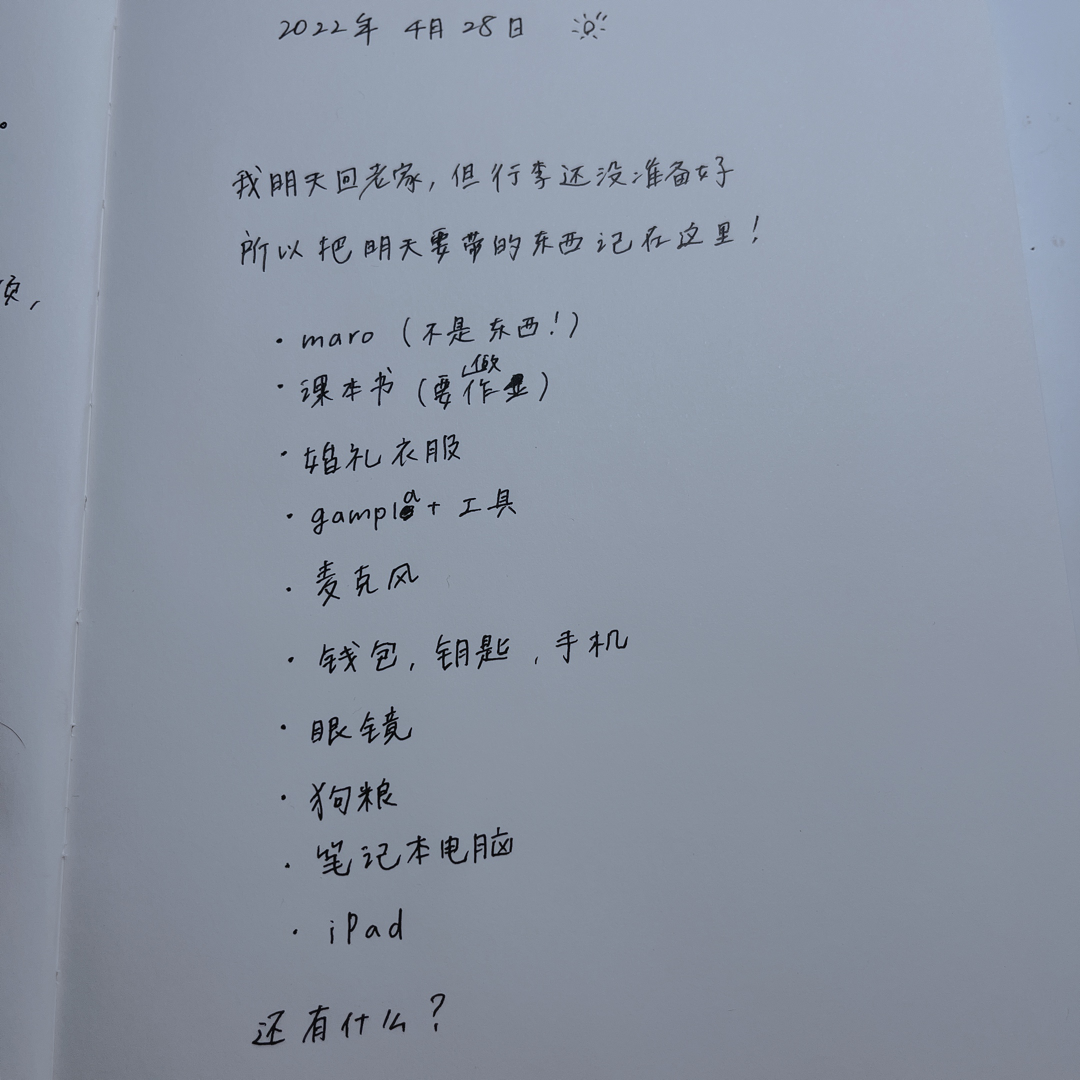 2022年 4月 28日
我明天回老家,但行李还没准备好
所以把明天要带的东西记在这里!
· maro (不是东西!)
· 课本书 (要做作业)
· 婚礼衣服
· gampla + 工具
· 麦克风
· 钱包, 钥匙, 手机
· 眼镜
· 狗粮
· 笔记本电脑
· iPad
还有什么?